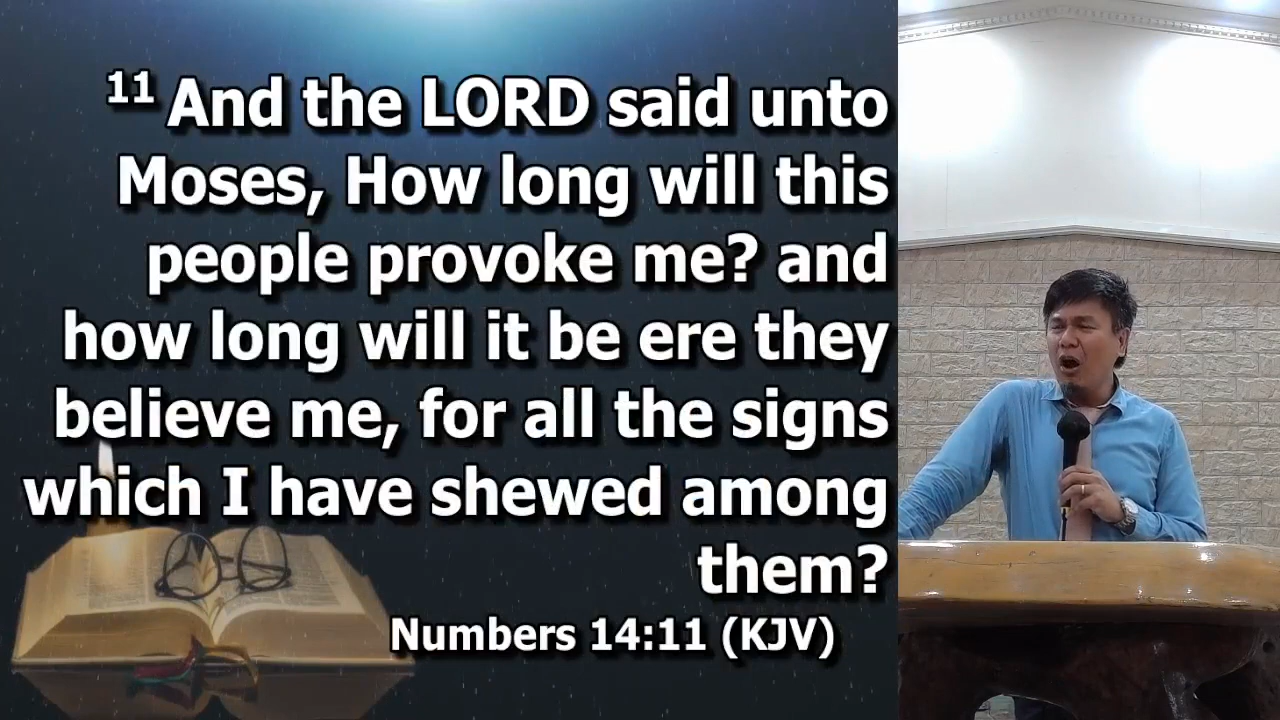 11 And the LORD said unto
Moses, How long will this
people provoke me? and
how long will it be ere they
believe me, for all the signs
which I have shewed among
them?
Numbers 14:11 (KJV)